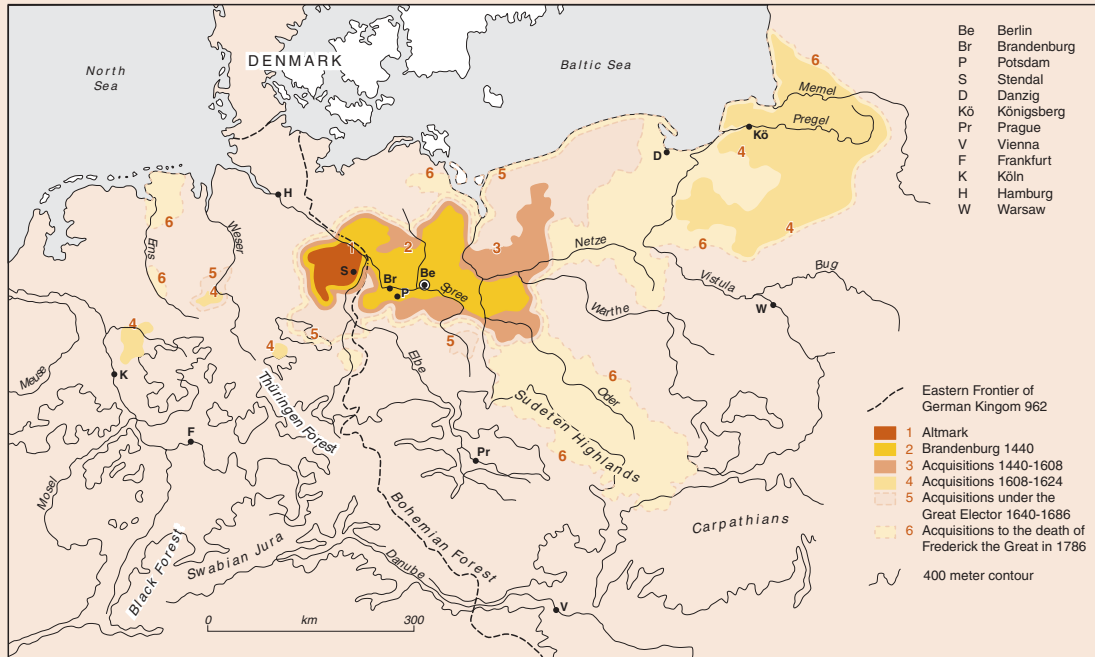 North
Sea
DENMARK
Baltic Sea
6
Memel
Pregel
Kö
4
D
5
6
H
6
Ems
Weser
6
5
4
1
2
3
Netze
6
4
S
Br
Be
P
Spree
Warthe
Vistula
Bug
W
4
5
5
4
K
Meuse
Elbe
6
Oder
Thüringen Forest
Sudeten Highlands
F
Pr
6
Mosel
Bohemian Forest
Carpathians
Black Forest
Swabian Jura
Danube
V
0 km 300
Be Berlin
Br Brandenburg
P Potsdam
S Stendal
D Danzig
Kö Königsberg
Pr Prague
V Vienna
F Frankfurt
K Köln
H Hamburg
W Warsaw
Eastern Frontier of
German Kingom 962
1 Altmark
2 Brandenburg 1440
3 Acquisitions 1440-1608
4 Acquisitions 1608-1624
5 Acquisitions under the
Great Elector 1640-1686
6 Acquisitions to the death of
Frederick the Great in 1786
400 meter contour